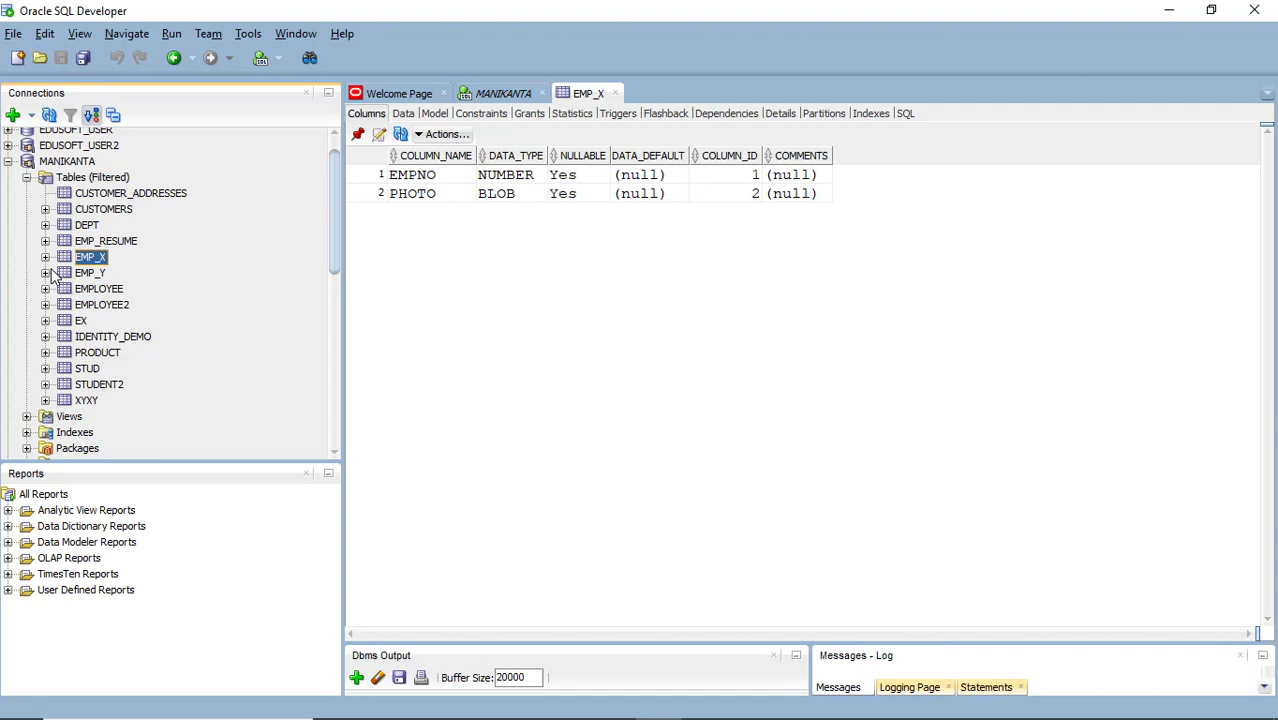 Oracle SQL Developer
File Edit View Navigate Run Team Tools Window Help
Connections
EDUSOFT_USER
EDUSOFT_USER2
MANIKANTA
Tables (Filtered)
CUSTOMER_ADDRESSES
CUSTOMERS
DEPT
EMP_RESUME
EMP_X
EMP_Y
EMPLOYEE
EMPLOYEE2
EX
IDENTITY_DEMO
PRODUCT
STUD
STUDENT2
XYXY
Views
Indexes
Packages
Reports
All Reports
Analytic View Reports
Data Dictionary Reports
Data Modeler Reports
OLAP Reports
TimesTen Reports
User Defined Reports
Welcome Page MANIKANTA EMP_X
Columns Data Model Constraints Grants Statistics Triggers Flashback Dependencies Details Partitions Indexes SQL
Actions...
COLUMN_NAME DATA_TYPE NULLABLE DATA_DEFAULT COLUMN_ID COMMENTS
1 EMPNO NUMBER Yes (null) 1 (null)
2 PHOTO BLOB Yes (null) 2 (null)
Dbms Output
Buffer Size: 20000
Messages - Log
Messages Logging Page Statements